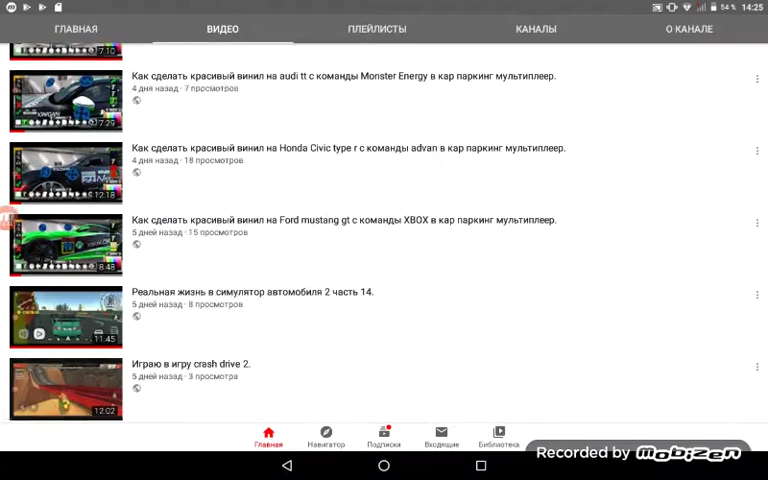 54 % 14:25
ГЛАВНАЯ ВИДЕО ПЛЕЙЛИСТЫ КАНАЛЫ О КАНАЛЕ
7:10
Как сделать красивый винил на audi tt с команды Monster Energy в кар паркинг мультиплеер.
4 дня назад · 7 просмотров
7:29
Как сделать красивый винил на Honda Civic type r с команды advan в кар паркинг мультиплеер.
4 дня назад · 18 просмотров
12:18
Как сделать красивый винил на Ford mustang gt с команды XBOX в кар паркинг мультиплеер.
5 дней назад · 15 просмотров
8:48
Реальная жизнь в симулятор автомобиля 2 часть 14.
5 дней назад · 8 просмотров
11:45
Играю в игру crash drive 2.
5 дней назад · 3 просмотра
12:02
Главная Навигатор Подписки Входящие Библиотека
Recorded by Mobizen